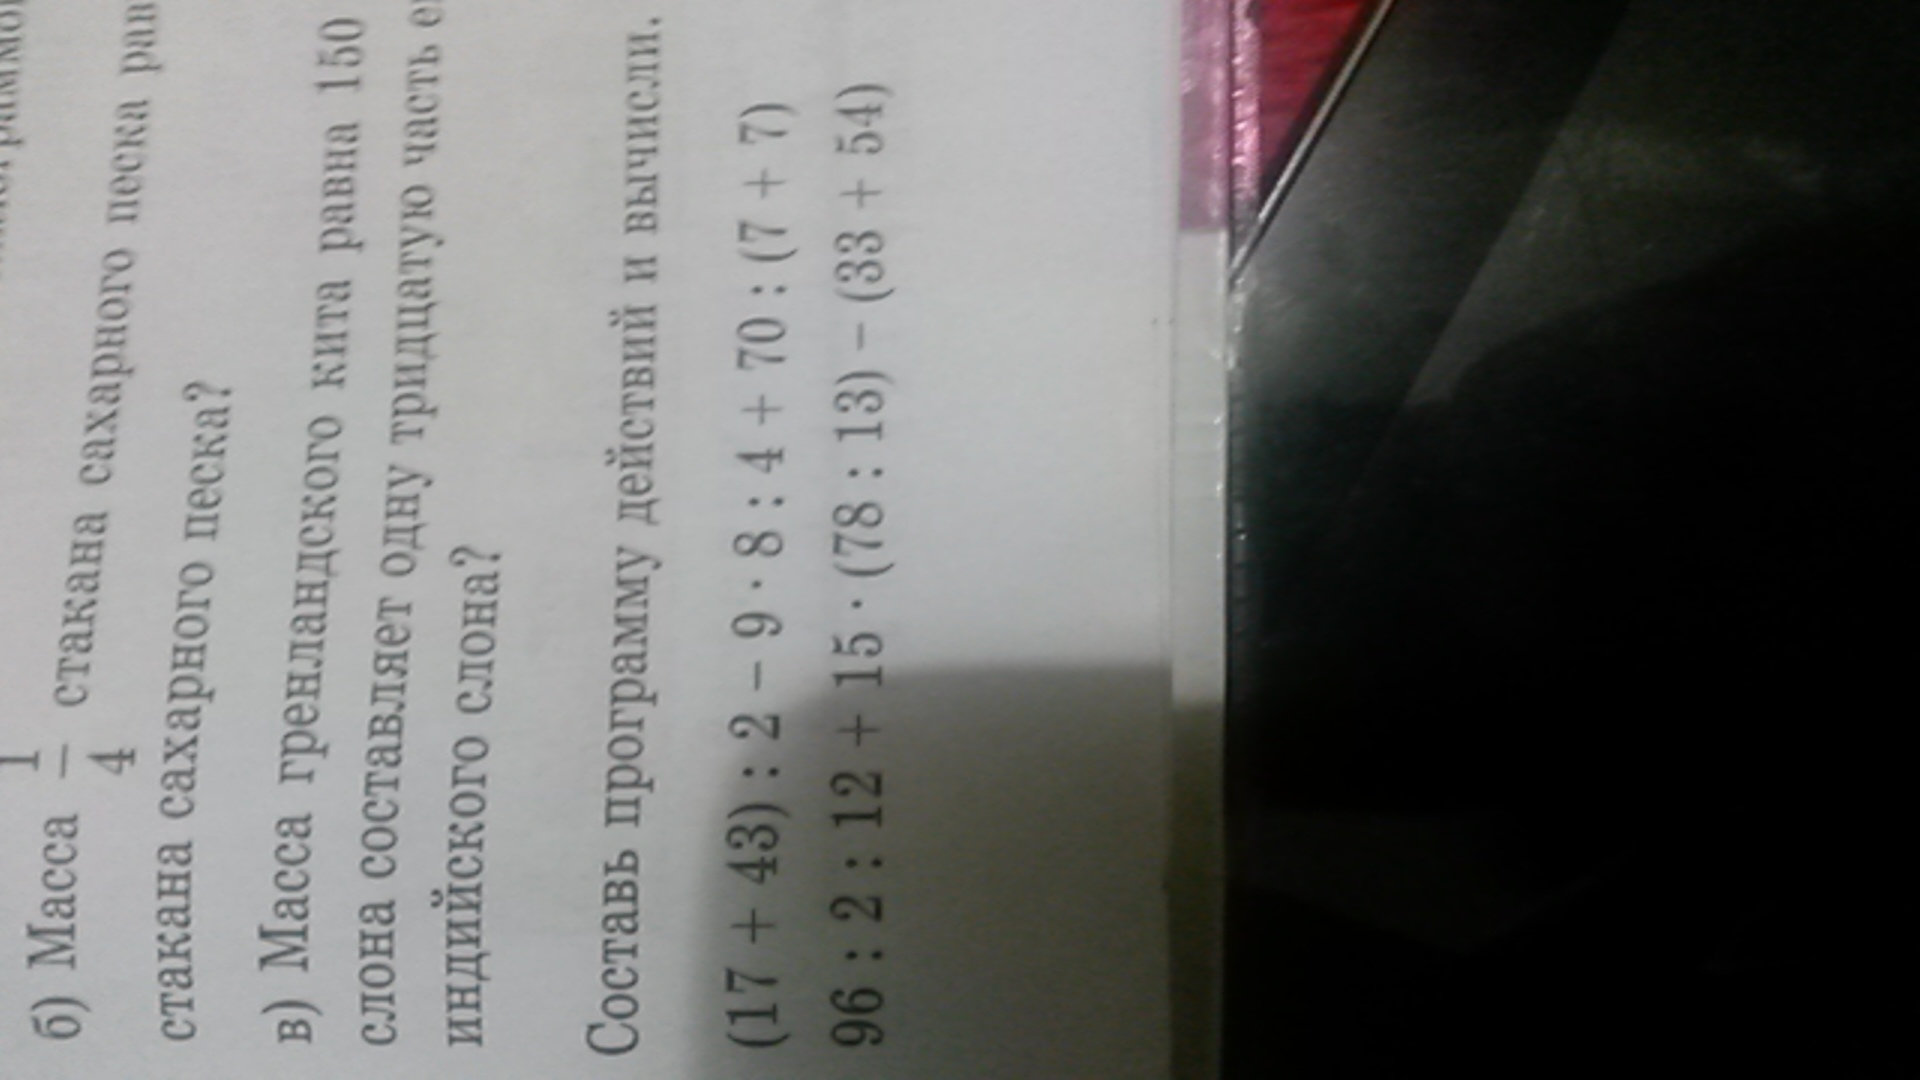 б) Масса 1/4 стакана сахарного песка
стакана сахарного песка?
в) Масса гренландского кита равна 150
слона составляет одну тридцатую часть
индийского слона?
Составь программу действий и вычисли.
(17 + 43) : 2 – 9 · 8 : 4 + 70 : (7 + 7)
96 : 2 : 12 + 15 · (78 : 13) – (33 + 54)